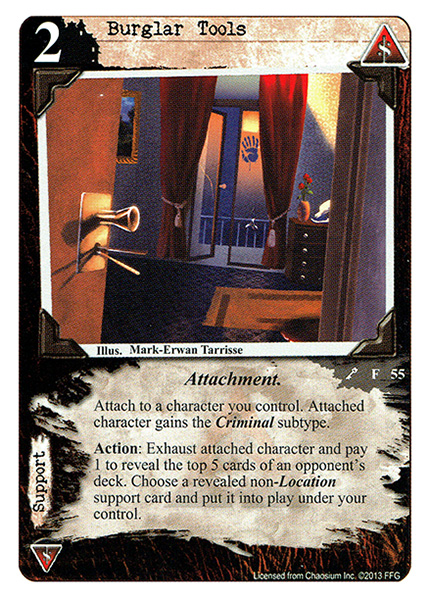 2
Burglar Tools
Illus. Mark-Erwan Tarrisse
F 55
Attachment.
Attach to a character you control. Attached
character gains the Criminal subtype.
Action: Exhaust attached character and pay
1 to reveal the top 5 cards of an opponent's
deck. Choose a revealed non-Location
support card and put it into play under your
control.
Support
Licensed from Chaosium Inc. ©2013 FFG